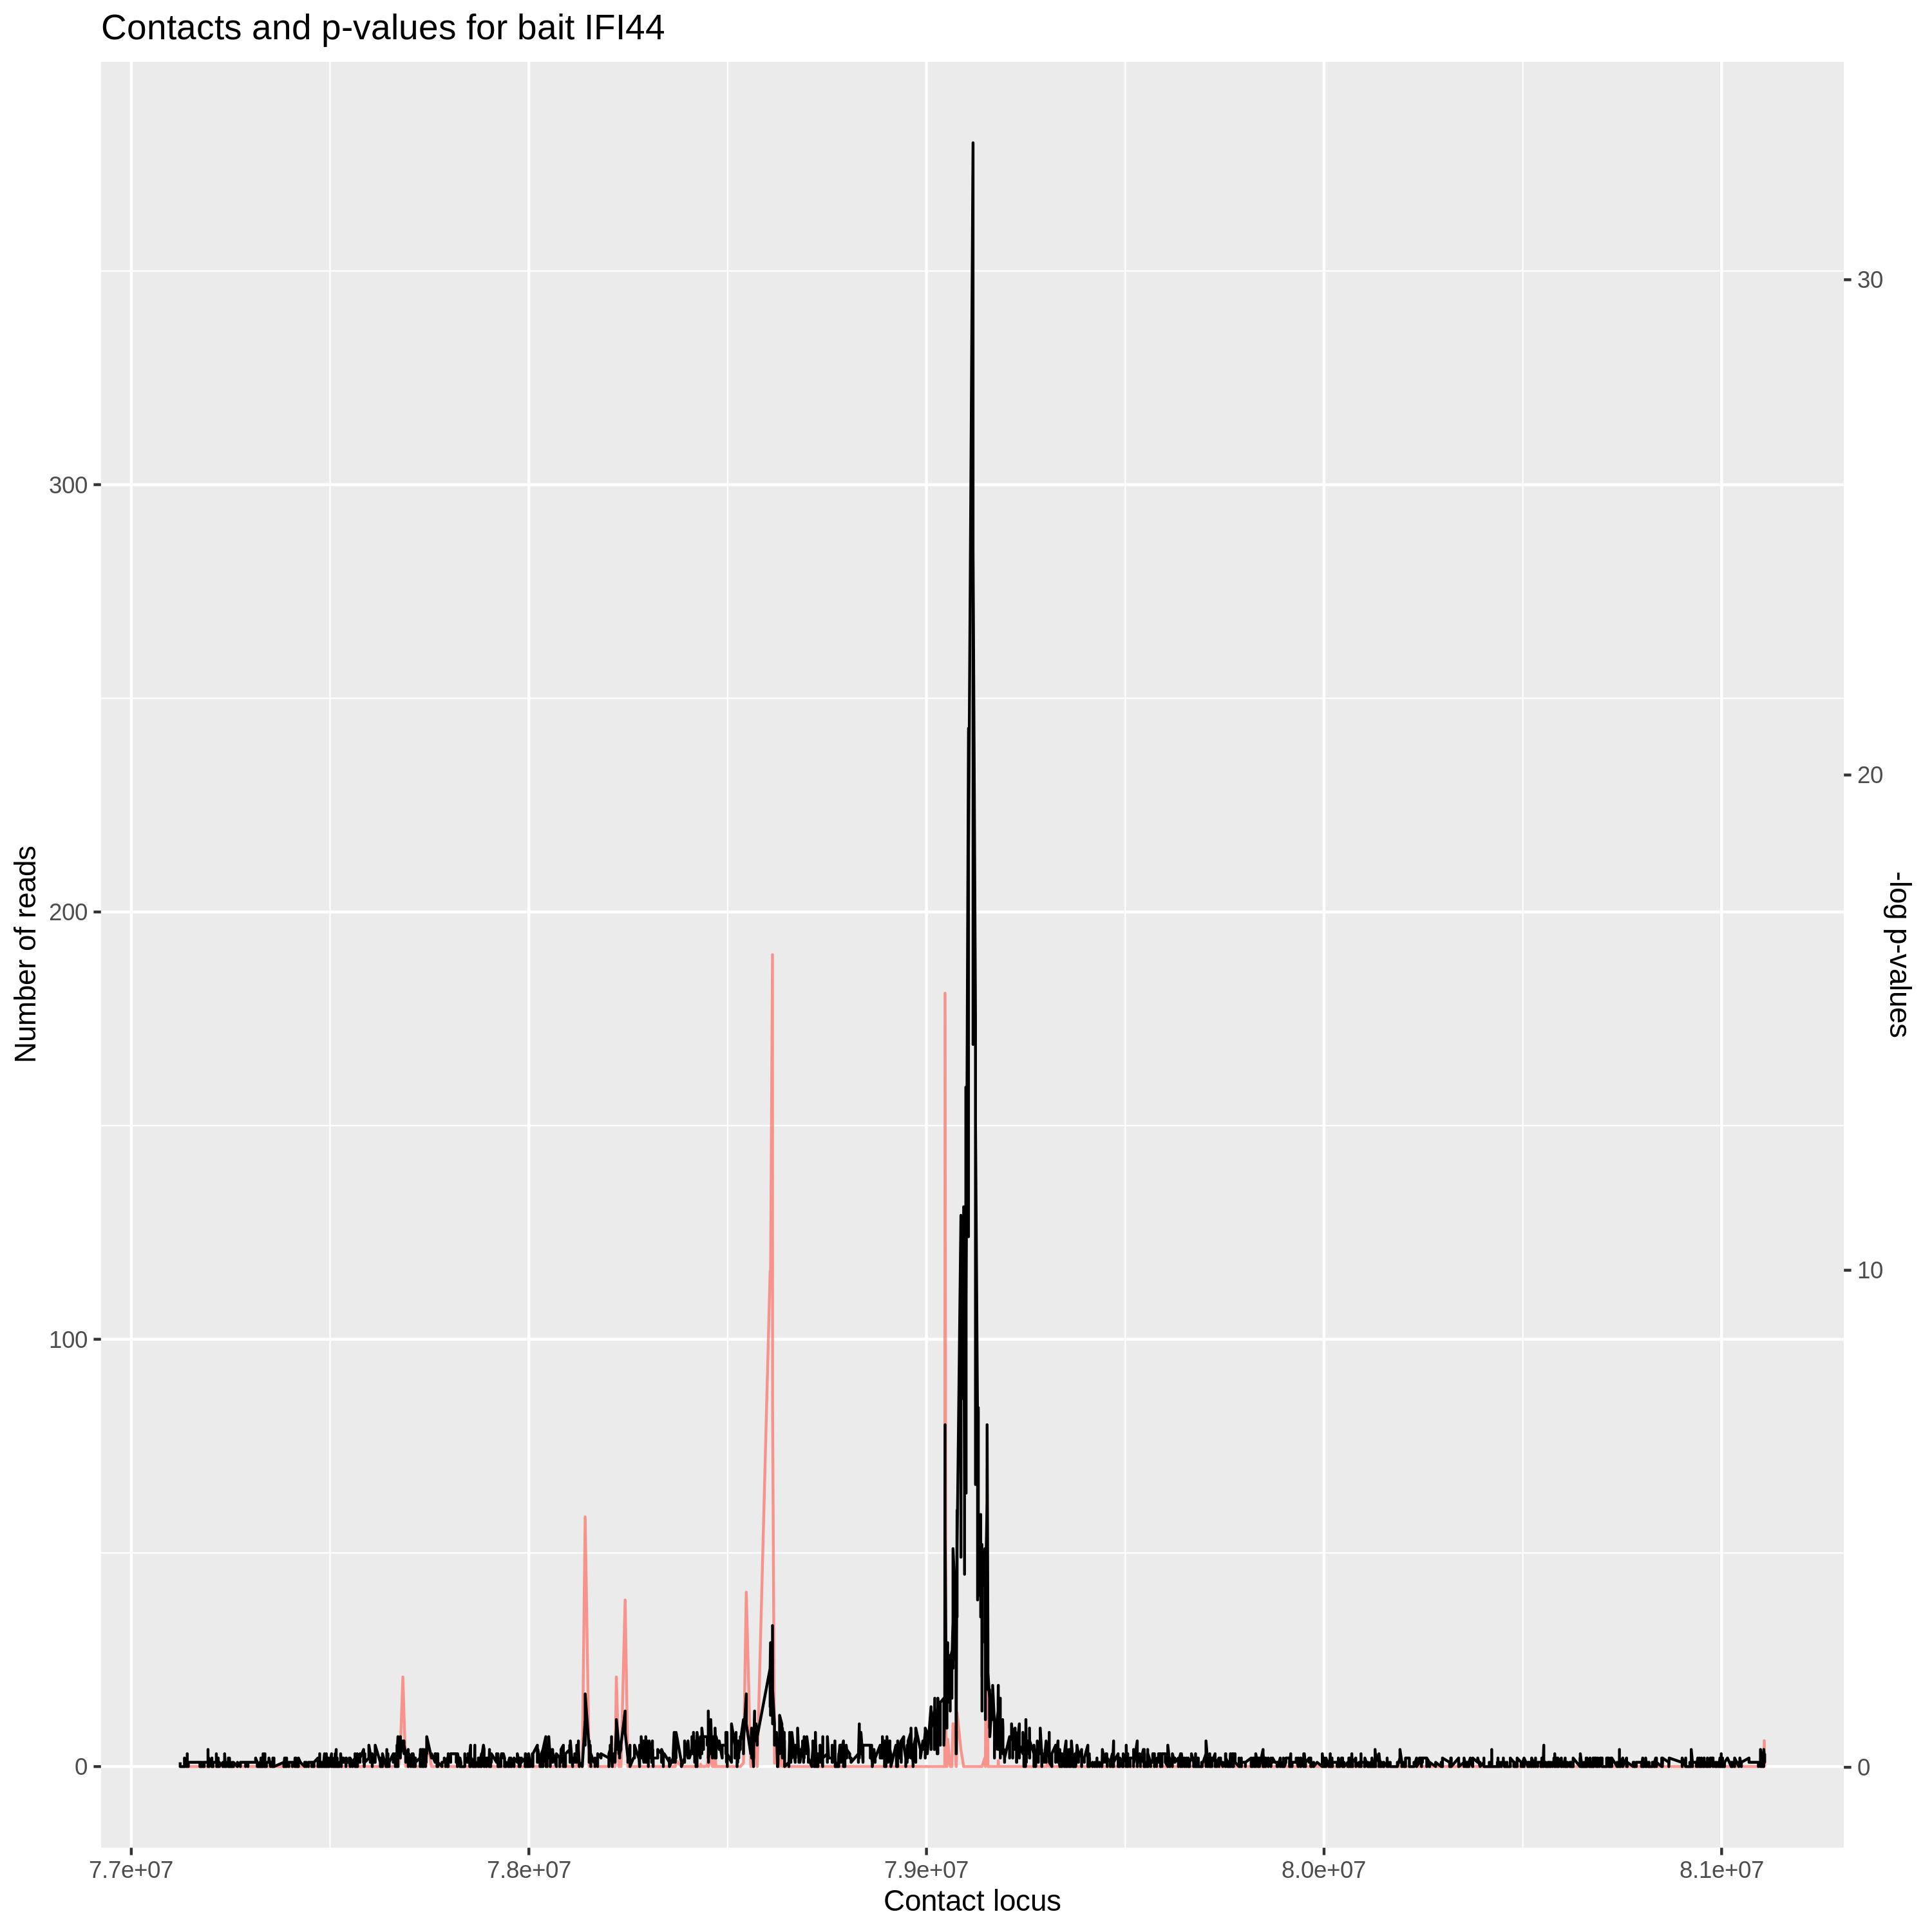 Contacts and p-values for bait IFI44
Number of reads
300
200
100
0
30
20
10
0
-log p-values
7.7e+07
7.8e+07
7.9e+07
8.0e+07
8.1e+07
Contact locus